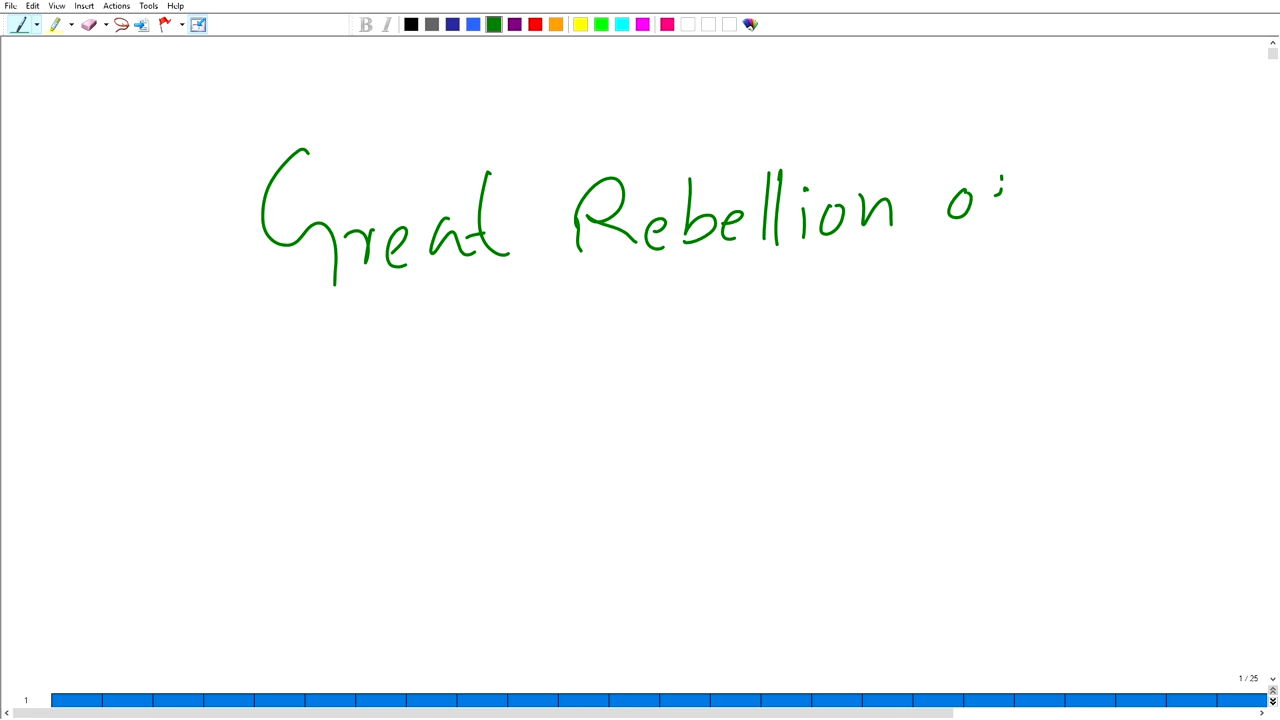 File Edit View Insert Actions Tools Help
B I
Great Rebellion
1 / 25
1